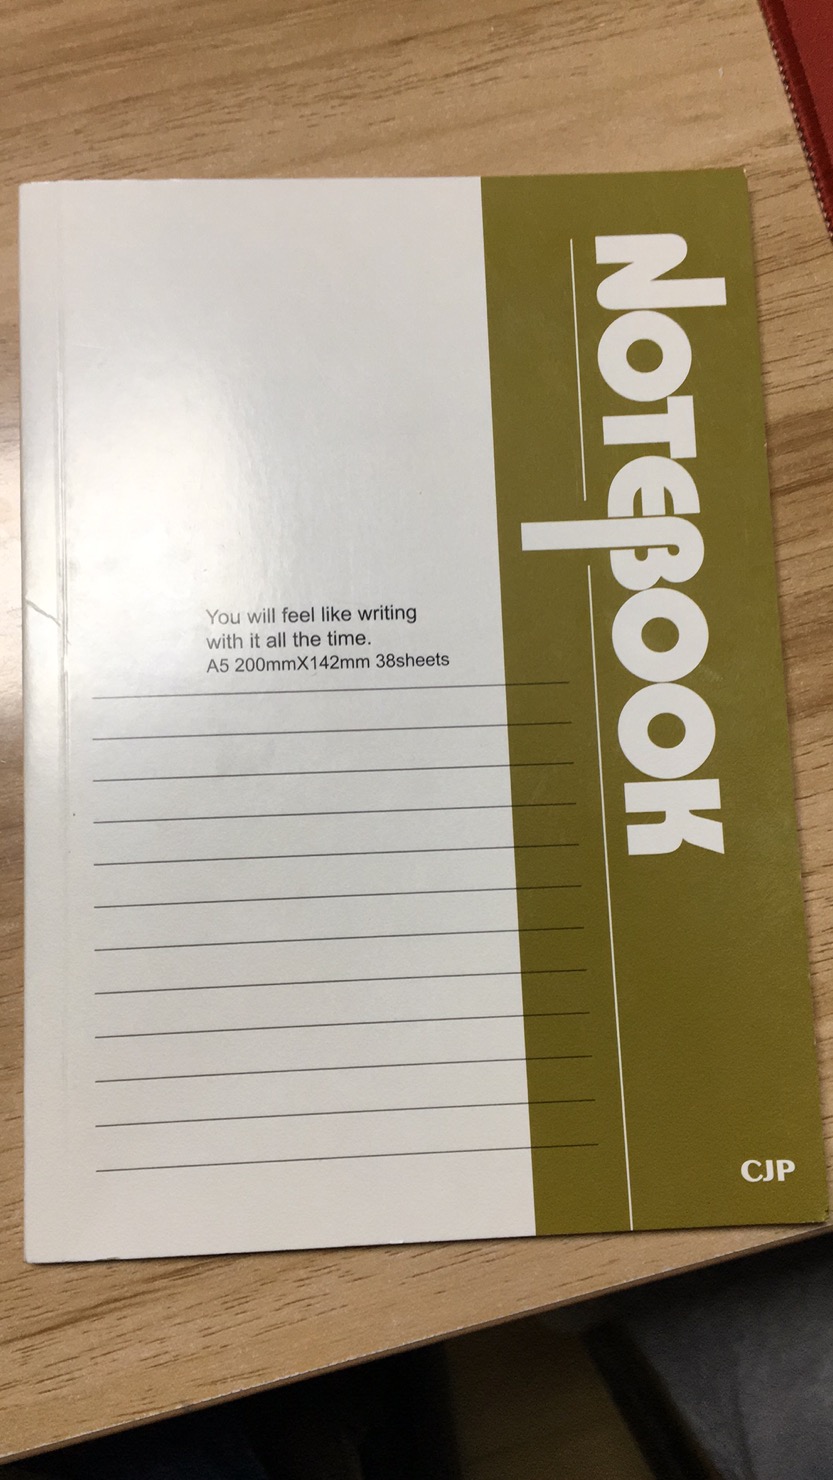 NOTEBOOK
You will feel like writing
with it all the time.
A5 200mmX142mm 38sheets
CJP